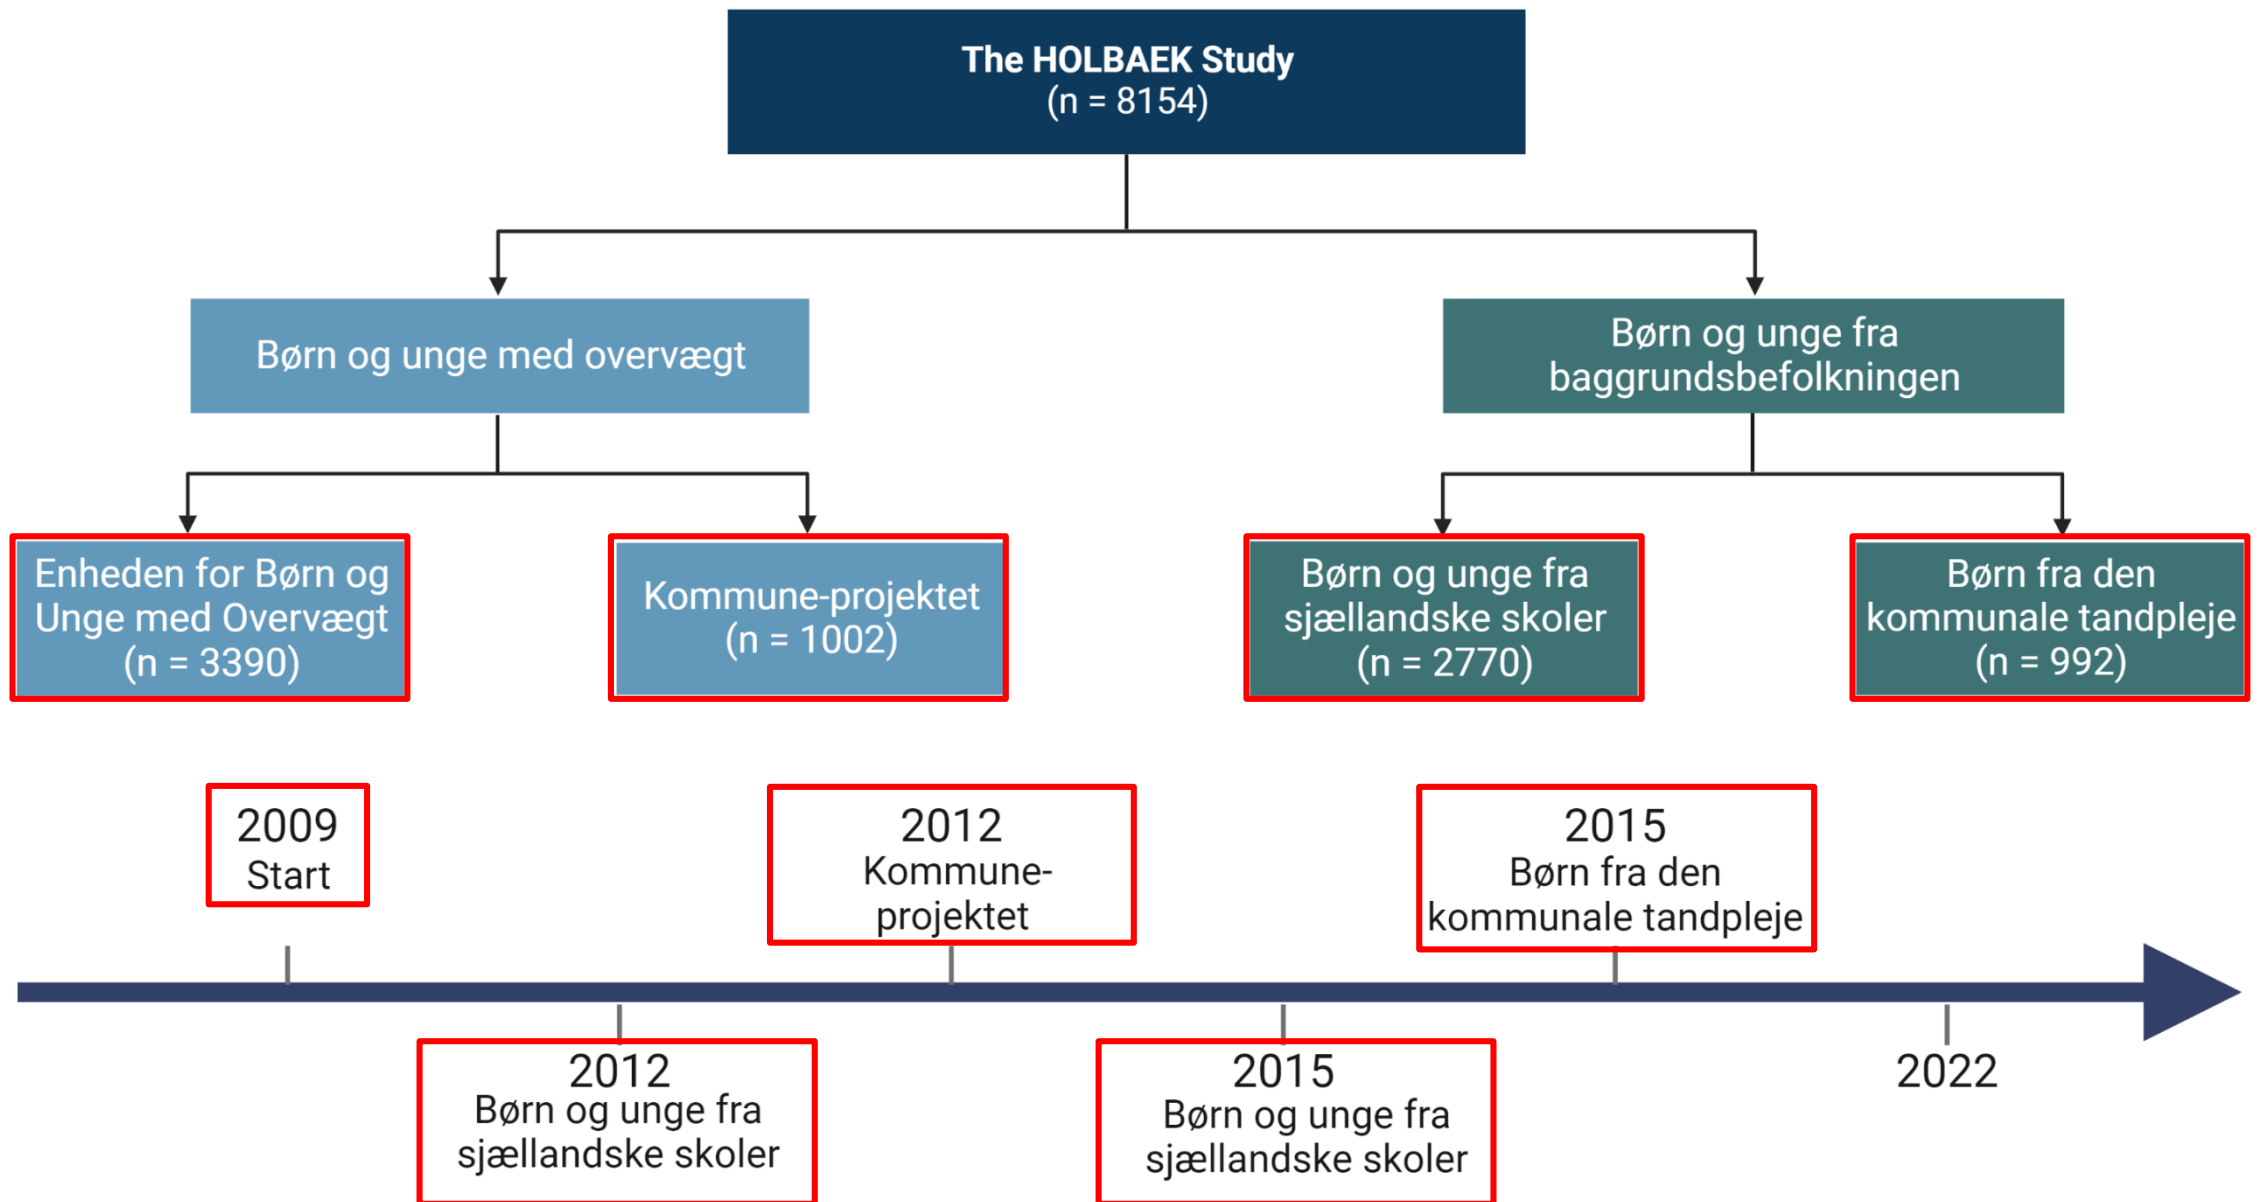 The HOLBAEK Study
(n = 8154)
Børn og unge med overvægt
Børn og unge fra
baggrundsbefolkningen
Enheden for Børn og
Unge med Overvægt
(n = 3390)
Kommune-projektet
(n = 1002)
Børn og unge fra
sjællandske skoler
(n = 2770)
Børn fra den
kommunale tandpleje
(n = 992)
2009
Start
2012
Kommune-
projektet
2015
Børn fra den
kommunale tandpleje
2012
Børn og unge fra
sjællandske skoler
2015
Børn og unge fra
sjællandske skoler
2022